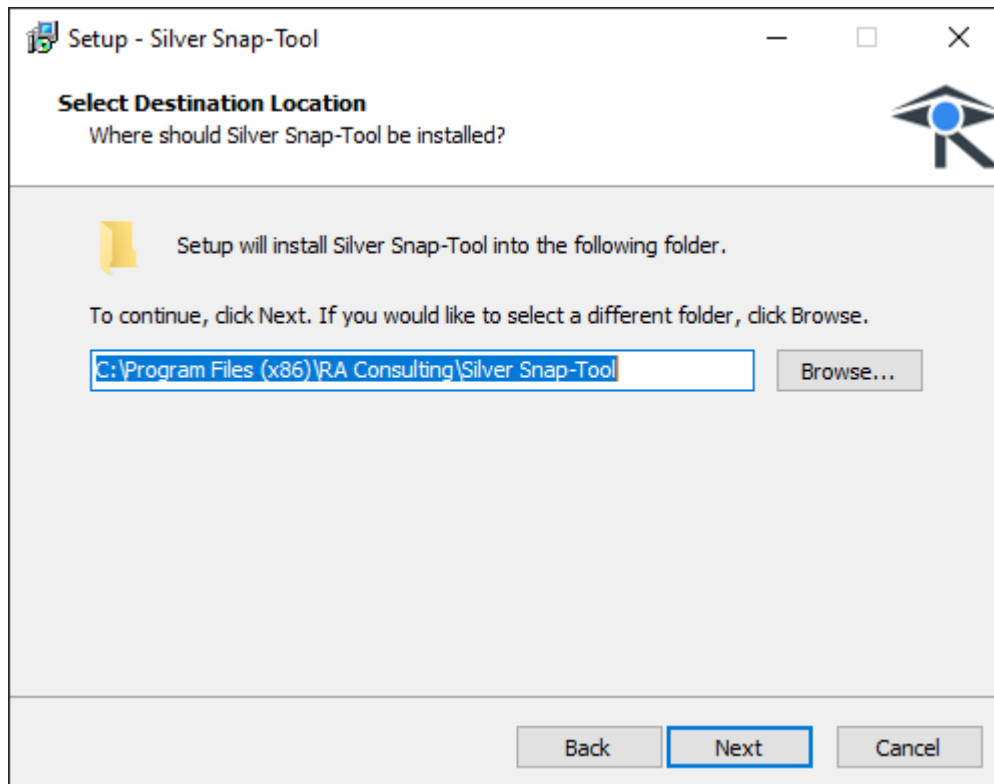 Setup - Silver Snap-Tool
Select Destination Location
Where should Silver Snap-Tool be installed?
Setup will install Silver Snap-Tool into the following folder.
To continue, click Next. If you would like to select a different folder, click Browse.
C:\Program Files (x86)\RA Consulting\Silver Snap-Tool
Browse...
Back
Next
Cancel